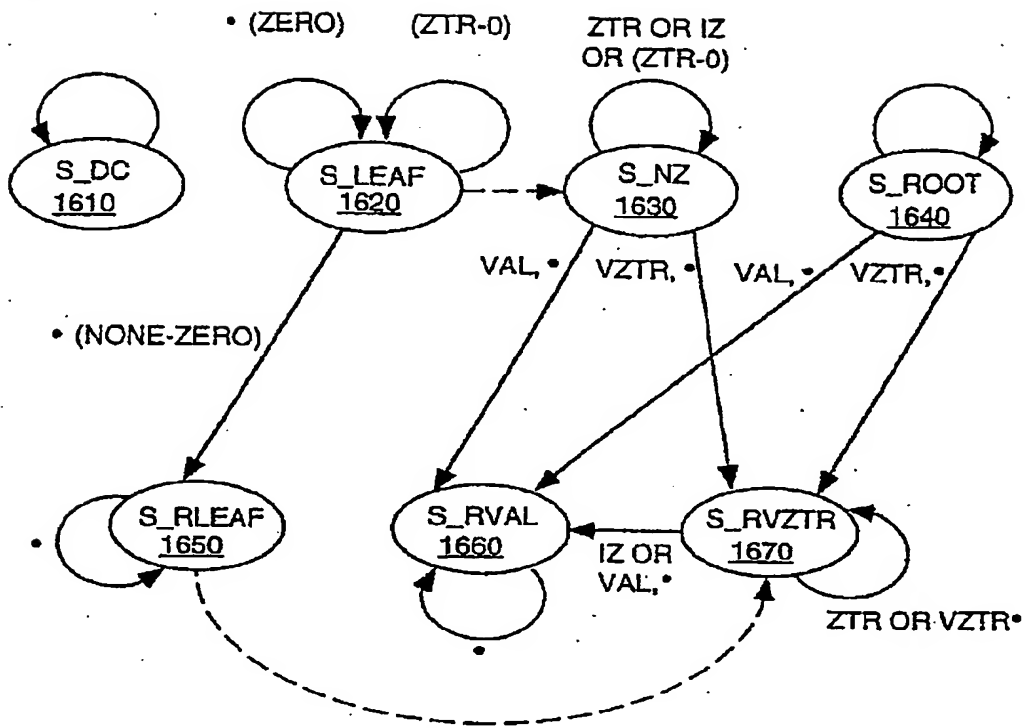 • (ZERO)
(ZTR-0)
ZTR OR IZ
OR (ZTR-0)
S_DC
1610
S_LEAF
1620
S_NZ
1630
S_ROOT
1640
VAL, •
VZTR, •
VAL, •
VZTR, •
• (NONE-ZERO)
S_RLEAF
1650
S_RVAL
1660
S_RVZTR
1670
•
IZ OR
VAL, •
•
ZTR OR VZTR•